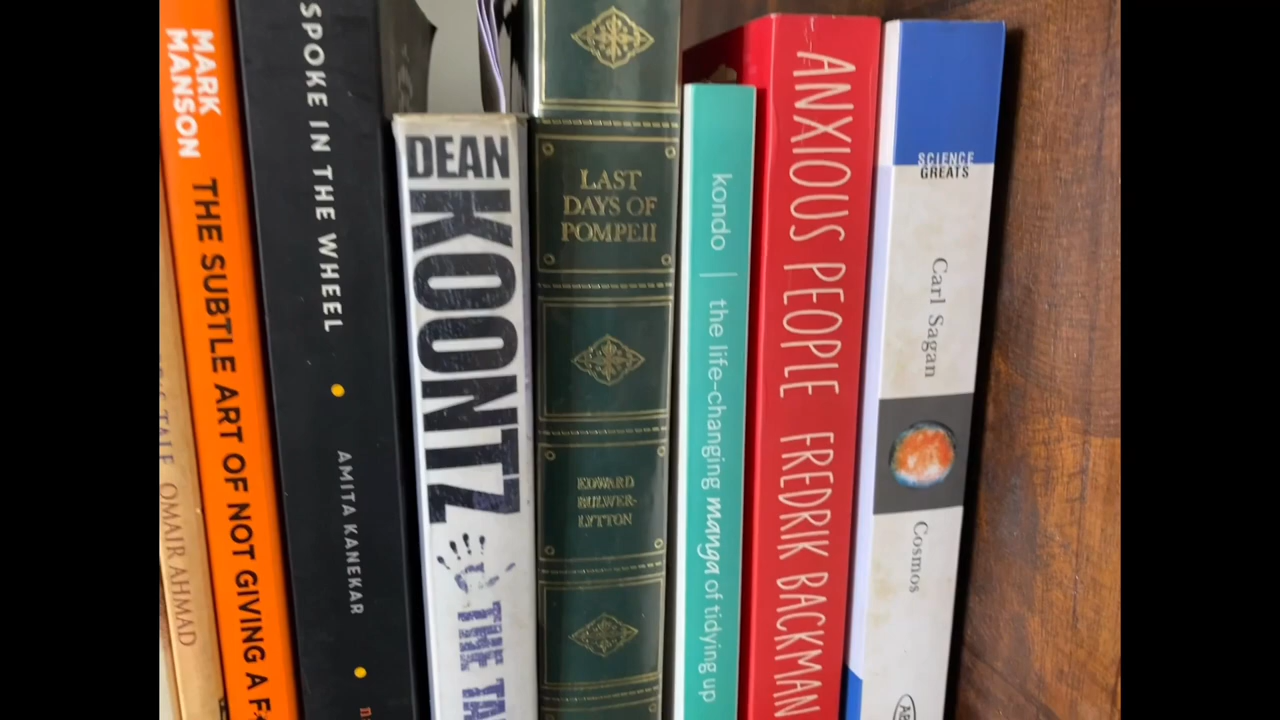 TALE OMAIR AHMAD
MARK
MANSON
THE SUBTLE ART OF NOT GIVING A F
SPOKE IN THE WHEEL
AMITA KANEKAR
DEAN
KOONTZ
THE TA
LAST
DAYS OF
POMPEII
EDWARD
BULWER-
LYTTON
kondo | the life-changing manga of tidying up
ANXIOUS PEOPLE FREDRIK BACKMAN
SCIENCE
GREATS
Carl Sagan
Cosmos